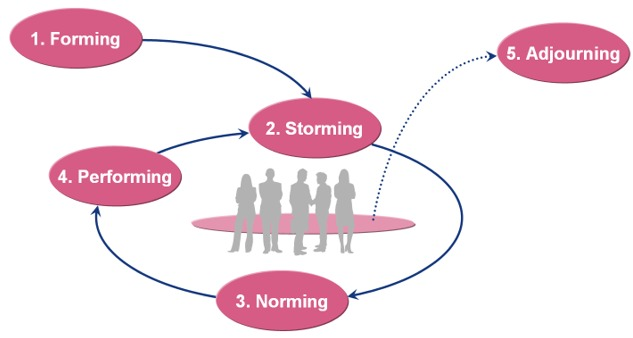 1. Forming
5. Adjourning
2. Storming
4. Performing
3. Norming